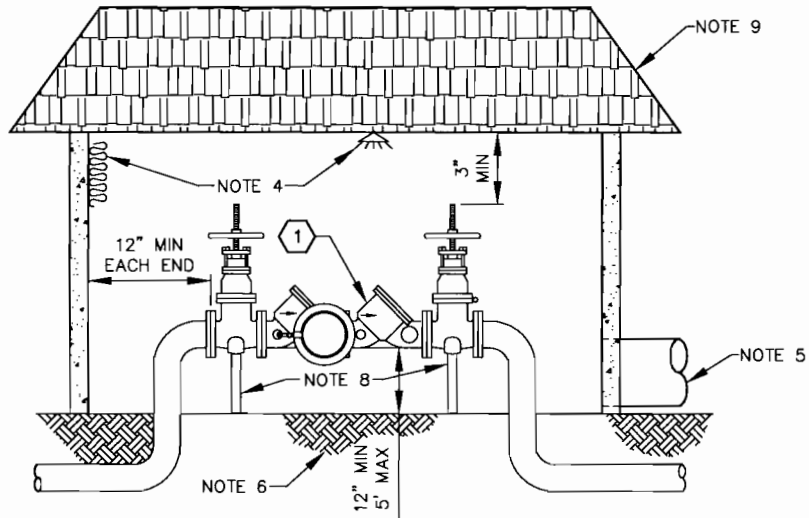 NOTE 9
NOTE 4
3"
MIN
1
12" MIN
EACH END
NOTE 5
NOTE 8
NOTE 6
12" MIN
5' MAX